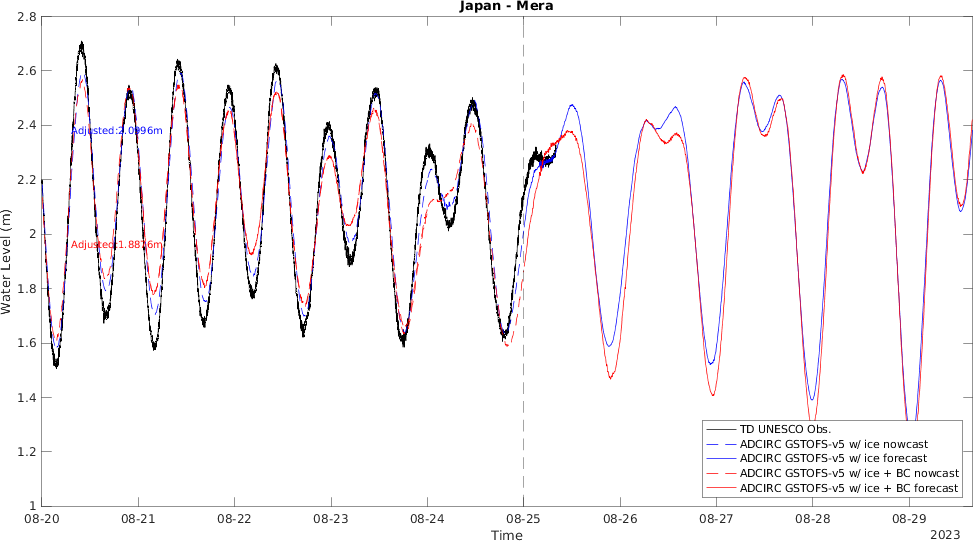 Japan - Mera
2.8
2.6
2.4
2.2
2
1.8
1.6
1.4
1.2
1
Water Level (m)
Adjusted:2.0996m
Adjusted:1.8876m
TD UNESCO Obs.
ADCIRC GSTOFS-v5 w/ ice nowcast
ADCIRC GSTOFS-v5 w/ ice forecast
ADCIRC GSTOFS-v5 w/ ice + BC nowcast
ADCIRC GSTOFS-v5 w/ ice + BC forecast
08-20 08-21 08-22 08-23 08-24 08-25 08-26 08-27 08-28 08-29
Time
2023